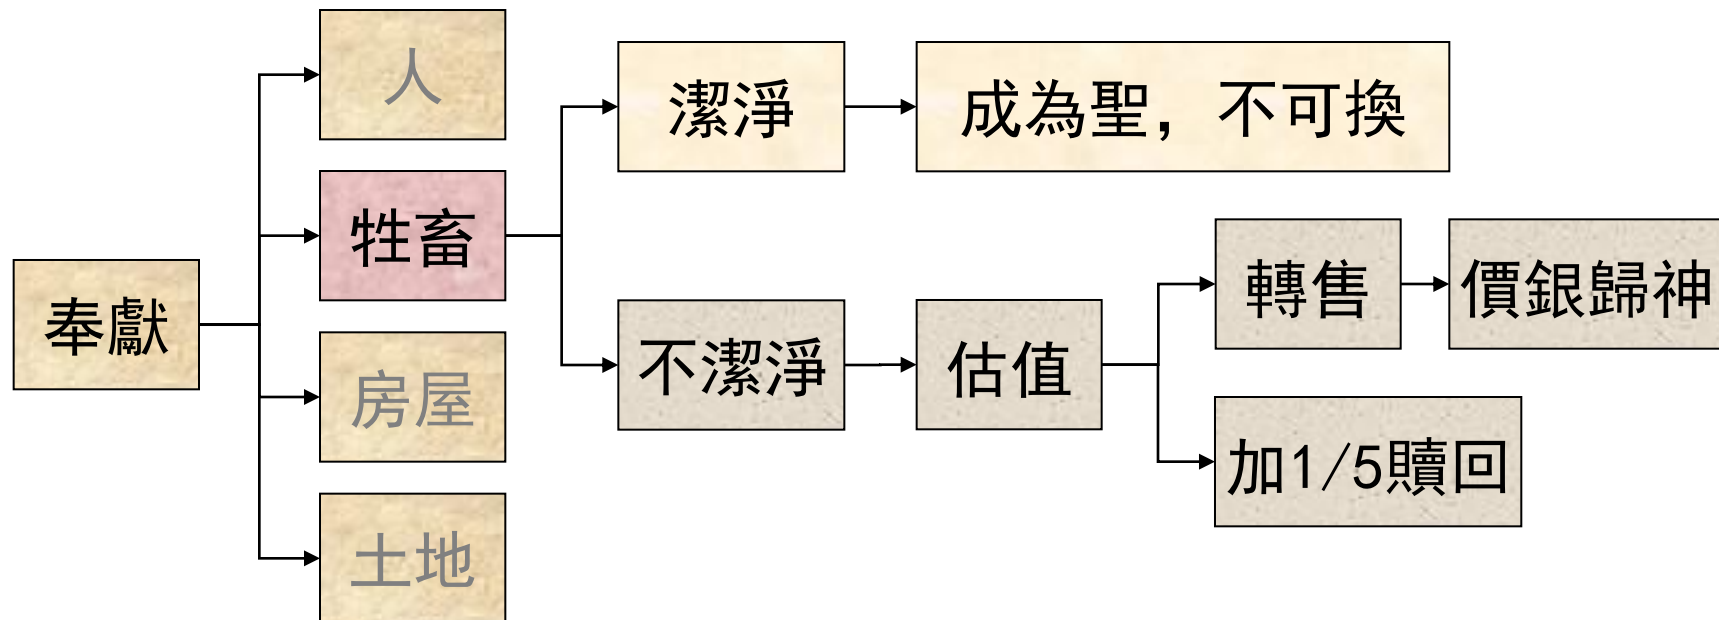 奉獻
人
牲畜
房屋
土地
潔淨
成為聖，不可換
不潔淨
估值
轉售
價銀歸神
加1/5贖回